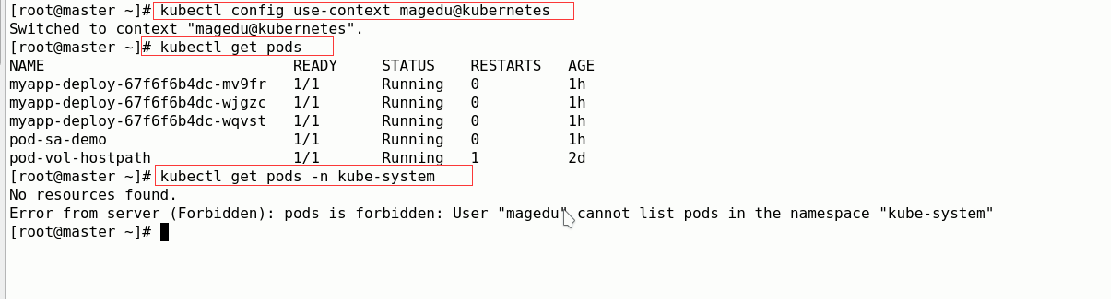 [root@master ~]# kubectl config use-context magedu@kubernetes
Switched to context "magedu@kubernetes".
[root@master ~]# kubectl get pods
NAME                            READY     STATUS    RESTARTS   AGE
myapp-deploy-67f6f6b4dc-mv9fr   1/1       Running   0          1h
myapp-deploy-67f6f6b4dc-wjgzc   1/1       Running   0          1h
myapp-deploy-67f6f6b4dc-wqvst   1/1       Running   0          1h
pod-sa-demo                     1/1       Running   0          1h
pod-vol-hostpath                1/1       Running   1          2d
[root@master ~]# kubectl get pods -n kube-system
No resources found.
Error from server (Forbidden): pods is forbidden: User "magedu" cannot list pods in the namespace "kube-system"
[root@master ~]#